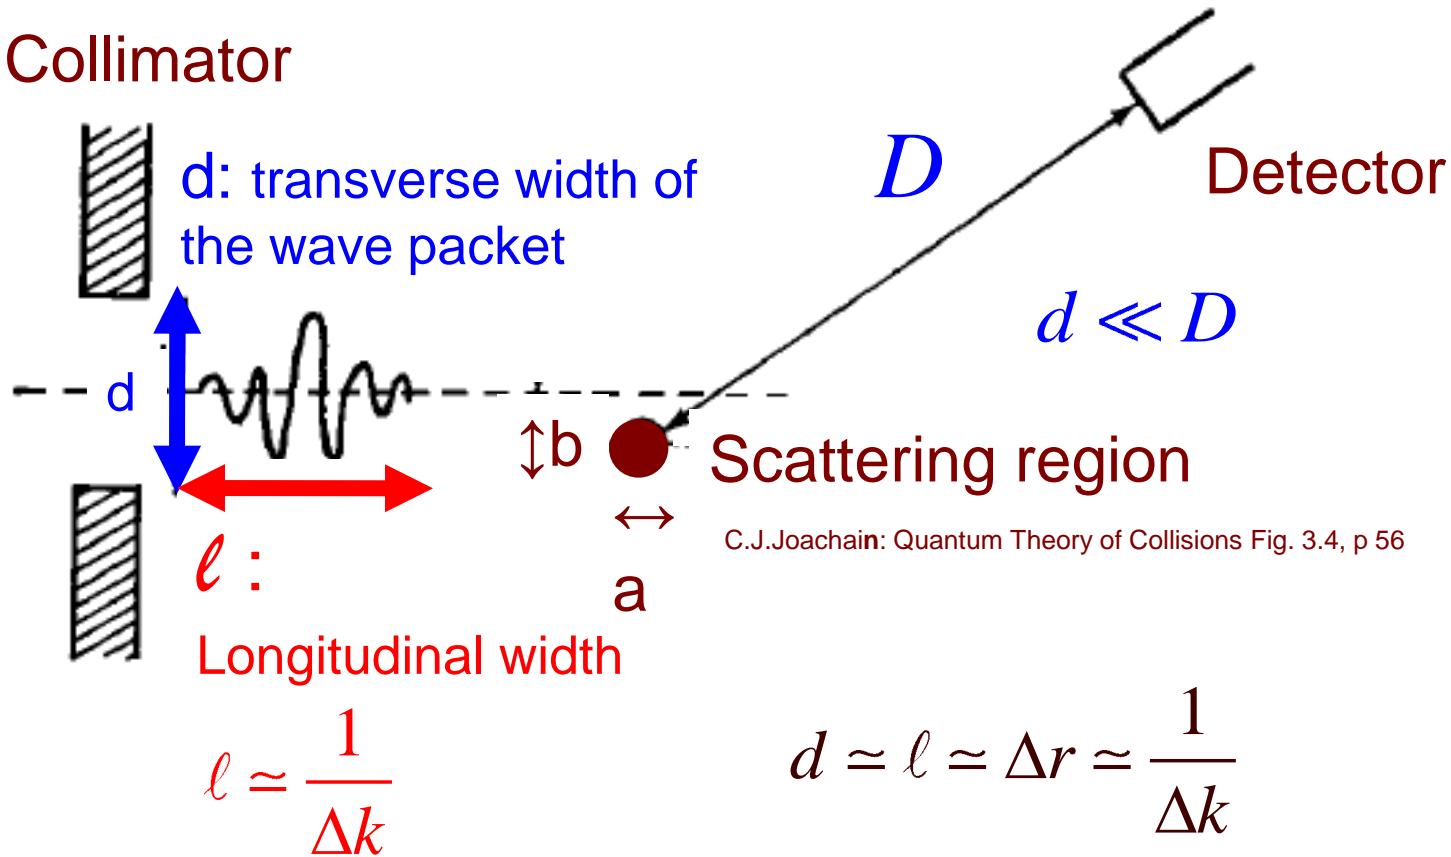 Collimator
d: transverse width of
the wave packet
D
Detector
d ≪ D
d
↕b
Scattering region
↔
C.J.Joachain: Quantum Theory of Collisions Fig. 3.4, p 56
ℓ :
a
Longitudinal width
ℓ ≃ 1/Δk
d ≃ ℓ ≃ Δr ≃ 1/Δk